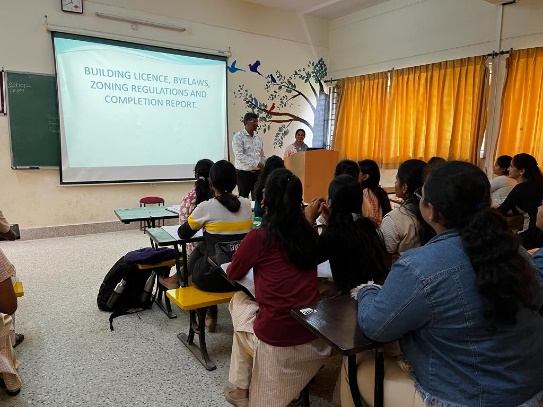 BUILDING LICENCE, BYELAWS,
ZONING REGULATIONS AND
COMPLETION REPORT.